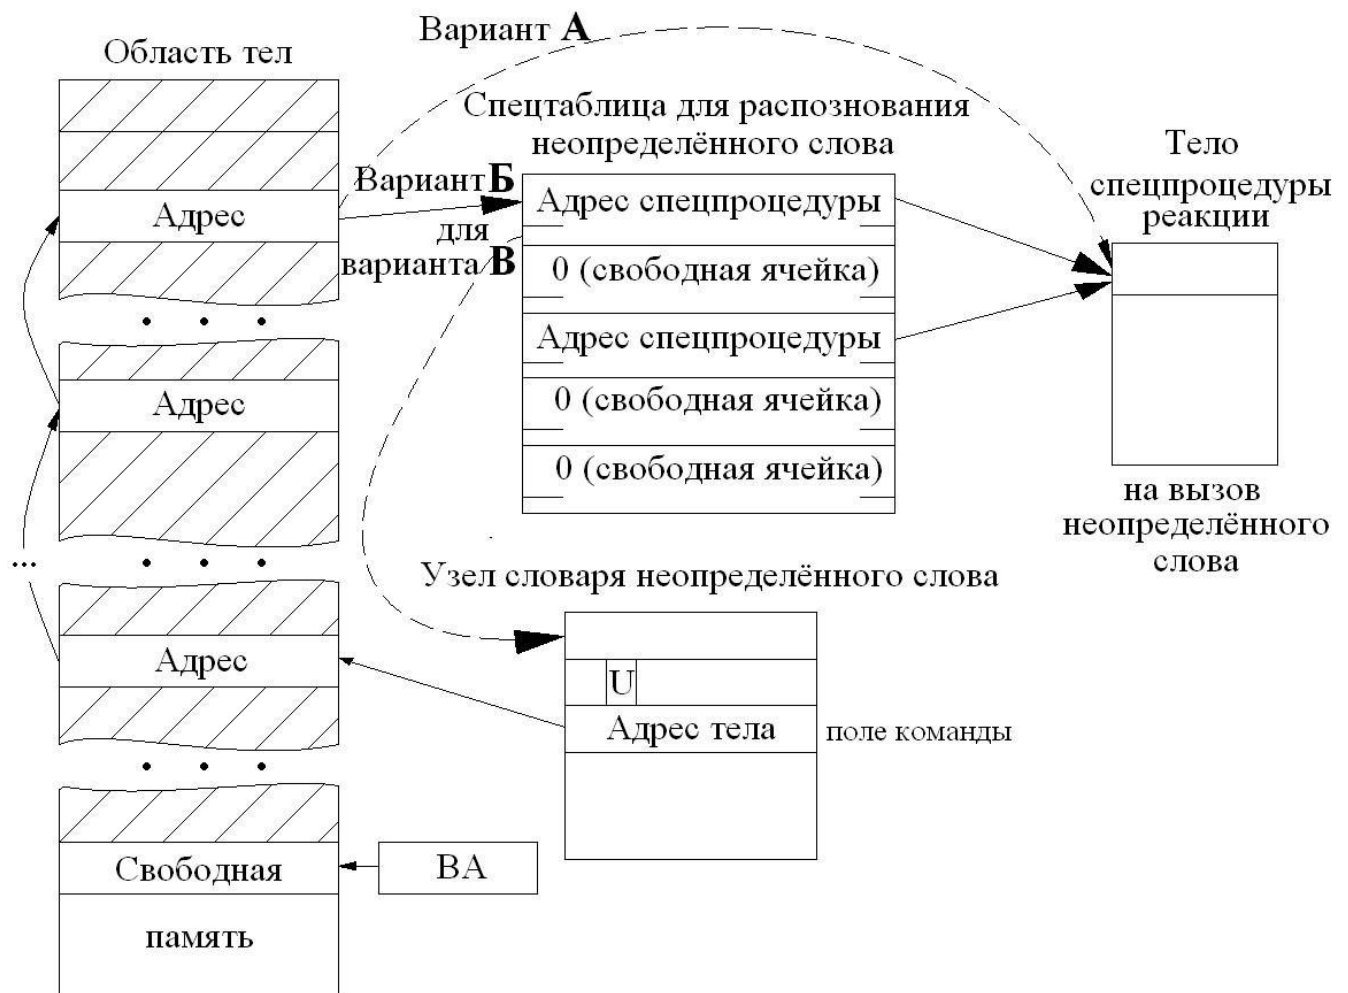 Вариант А
Область тел
Спецтаблица для распознования
неопределённого слова
Тело
спецпроцедуры
реакции
Вариант Б
Адрес
Адрес спецпроцедуры
для
варианта В
0 (свободная ячейка)
Адрес спецпроцедуры
Адрес
0 (свободная ячейка)
0 (свободная ячейка)
на вызов
неопределённого
слова
...
Узел словаря неопределённого слова
Адрес
U
Адрес тела
поле команды
Свободная
ВА
память